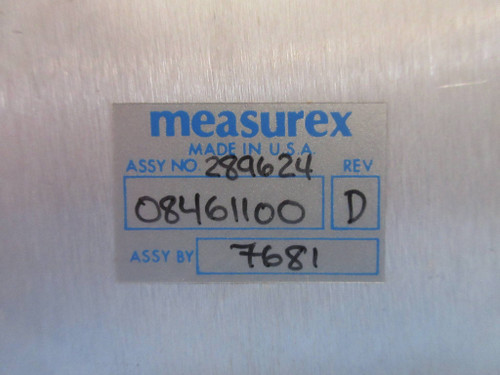 measurex
MADE IN U.S.A.
ASSY NO. 289624 REV
08461100 D
ASSY BY 7681